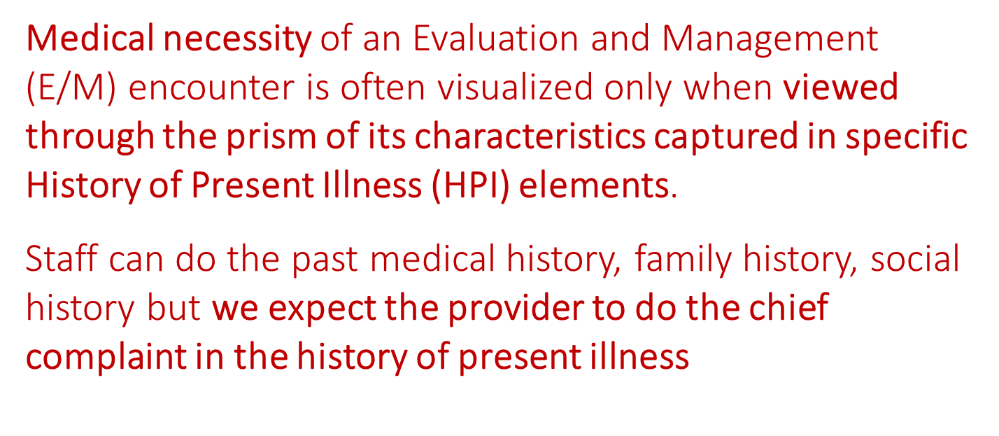 Medical necessity of an Evaluation and Management
(E/M) encounter is often visualized only when viewed
through the prism of its characteristics captured in specific
History of Present Illness (HPI) elements.
Staff can do the past medical history, family history, social
history but we expect the provider to do the chief
complaint in the history of present illness